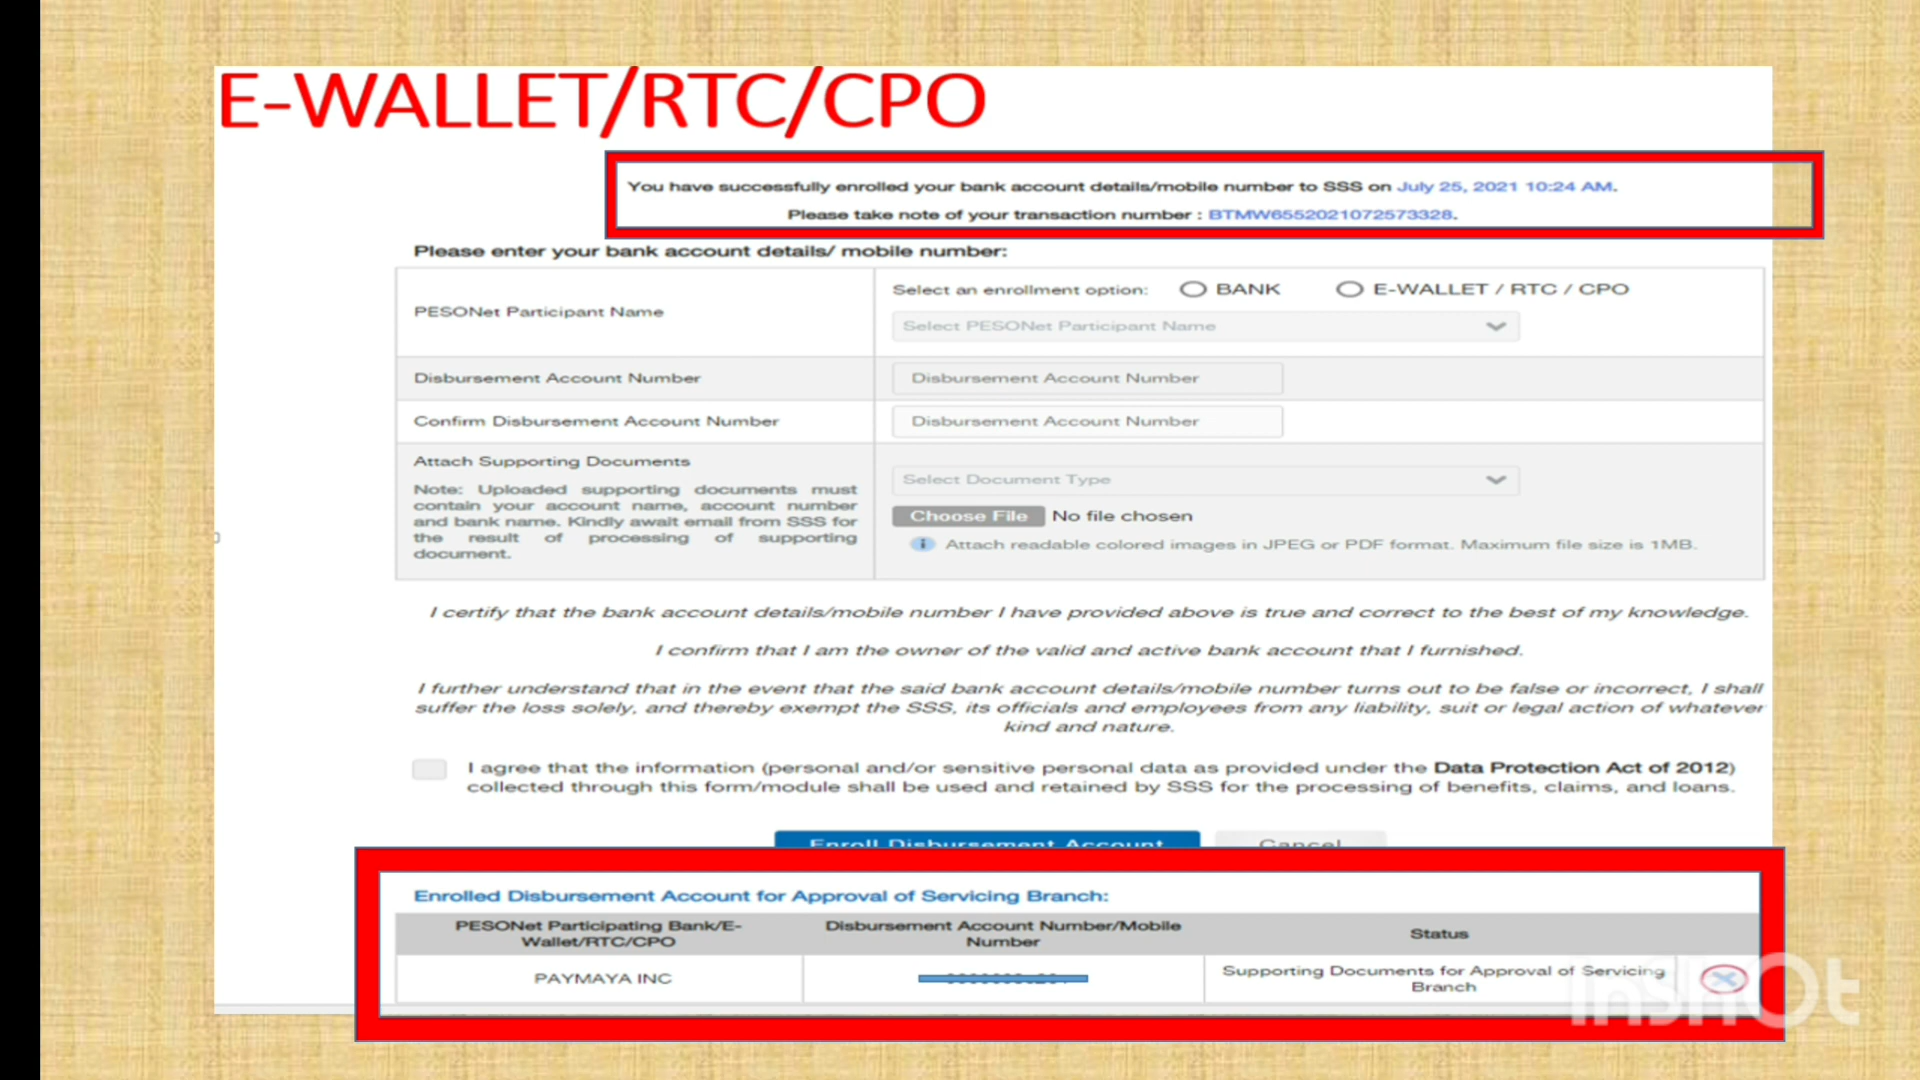 E-WALLET/RTC/CPO
You have successfully enrolled your bank account details/mobile number to SSS on July 25, 2021 10:24 AM.
Please take note of your transaction number : BTMW6552021072573328.
Please enter your bank account details/ mobile number:
PESONet Participant Name
Select an enrollment option: BANK E-WALLET / RTC / CPO
Select PESONet Participant Name
Disbursement Account Number
Disbursement Account Number
Confirm Disbursement Account Number
Disbursement Account Number
Attach Supporting Documents
Note: Uploaded supporting documents must
contain your account name, account number
and bank name. Kindly await email from SSS for
the result of processing of supporting
document.
Select Document Type
Choose File No file chosen
Attach readable colored images in JPEG or PDF format. Maximum file size is 1MB.
I certify that the bank account details/mobile number I have provided above is true and correct to the best of my knowledge.
I confirm that I am the owner of the valid and active bank account that I furnished.
I further understand that in the event that the said bank account details/mobile number turns out to be false or incorrect, I shall
suffer the loss solely, and thereby exempt the SSS, its officials and employees from any liability, suit or legal action of whatever
kind and nature.
I agree that the information (personal and/or sensitive personal data as provided under the Data Protection Act of 2012)
collected through this form/module shall be used and retained by SSS for the processing of benefits, claims, and loans.
Enroll Disbursement Account Cancel
Enrolled Disbursement Account for Approval of Servicing Branch:
PESONet Participating Bank/E-
Wallet/RTC/CPO
Disbursement Account Number/Mobile
Number
Status
PAYMAYA INC
Supporting Documents for Approval of Servicing
Branch
InShot